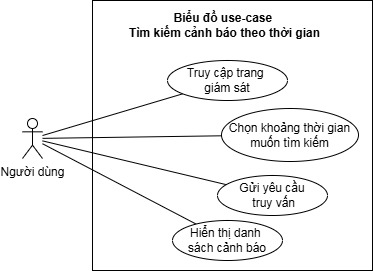 Biểu đồ use-case
Tìm kiếm cảnh báo theo thời gian
Truy cập trang
giám sát
Chọn khoảng thời gian
muốn tìm kiếm
Người dùng
Gửi yêu cầu
truy vấn
Hiển thị danh
sách cảnh báo